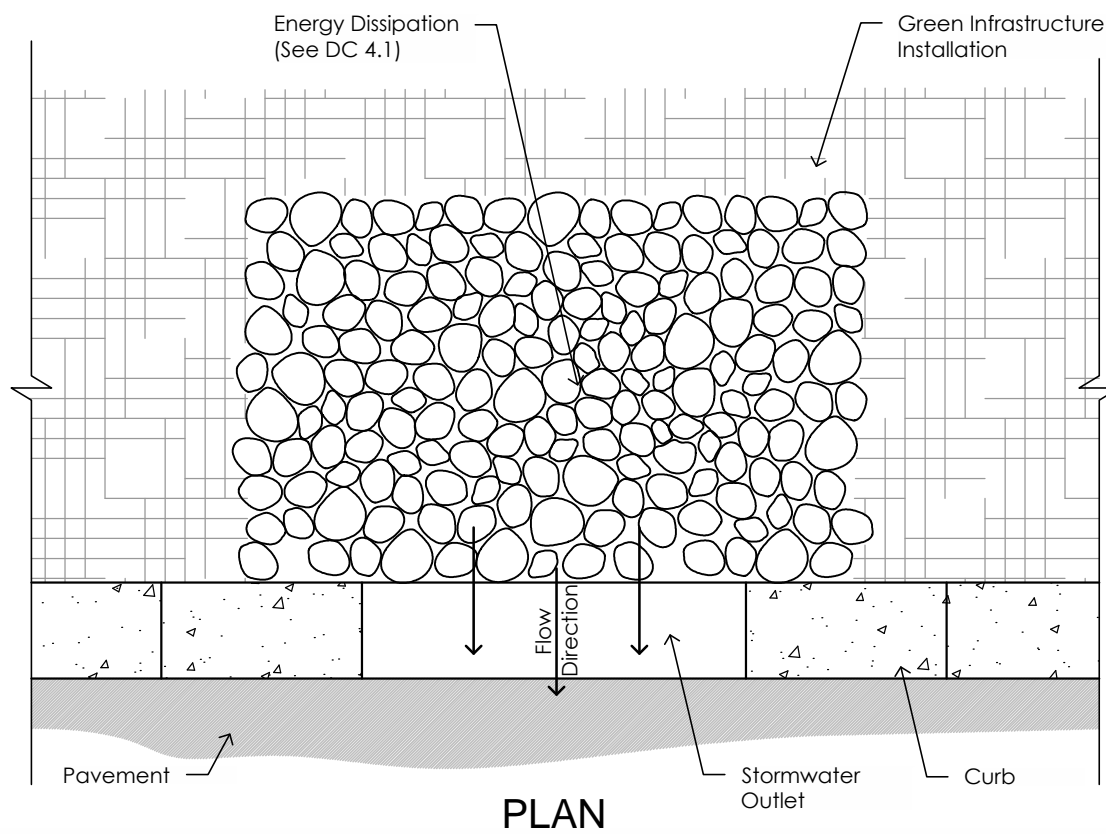 Energy Dissipation
(See DC 4.1)
Green Infrastructure
Installation
Flow
Direction
Pavement
Stormwater
Outlet
Curb
PLAN